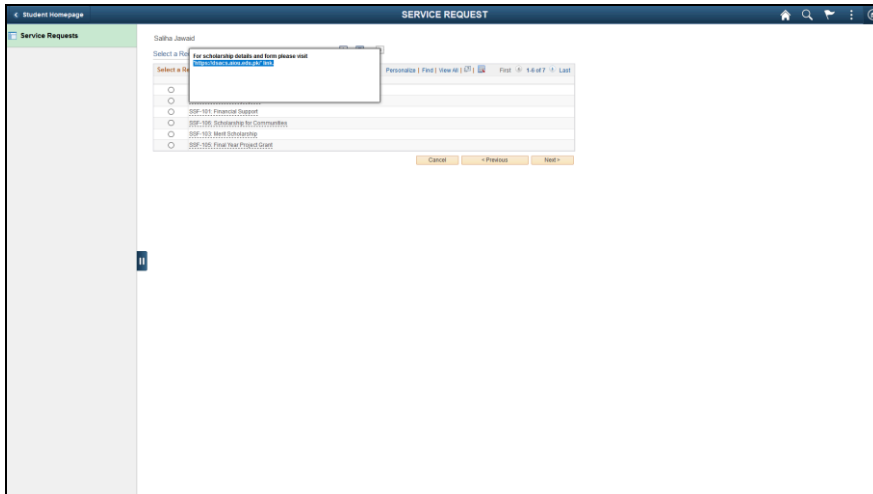 Student Homepage
SERVICE REQUEST
Service Requests
Saliha Jawaid
Select a Re
For scholarship details and form please visit
'https://dsacs.aiou.edu.pk/' link.
Select a Re
Personalize | Find | View All |
First 1-6 of 7 Last
SSF-101: Financial Support
SSF-106: Scholarship for Communities
SSF-103: Merit Scholarship
SSF-105: Final Year Project Grant
Cancel
< Previous
Next >